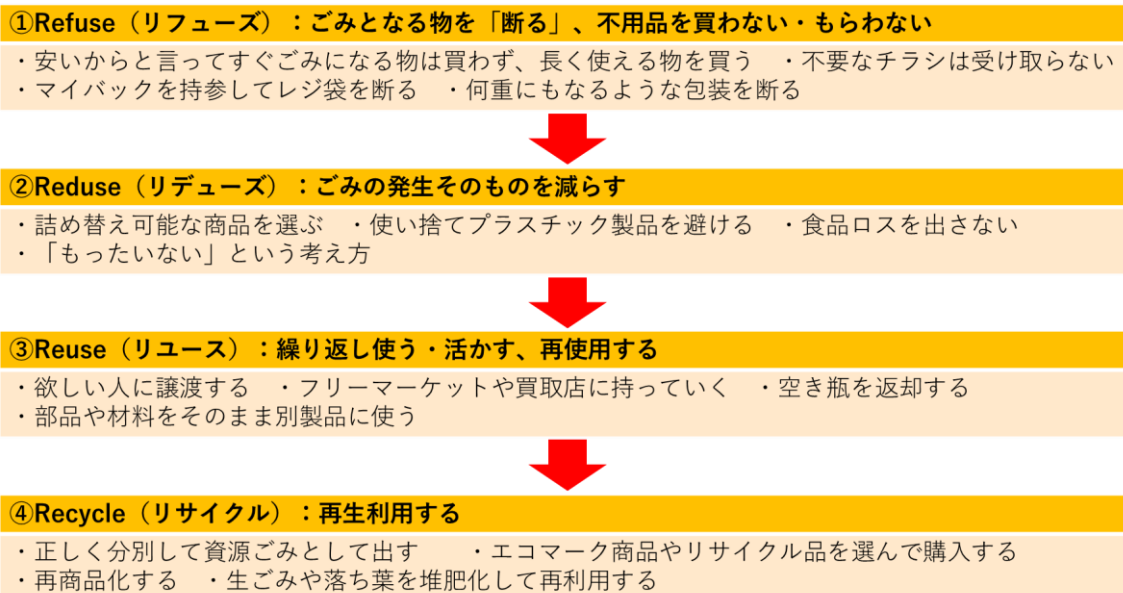 ①Refuse（リフューズ）：ごみとなる物を「断る」、不用品を買わない・もらわない
・安いからと言ってすぐごみになる物は買わず、長く使える物を買う　・不要なチラシは受け取らない
・マイバックを持参してレジ袋を断る　・何重にもなるような包装を断る
②Reduse（リデューズ）：ごみの発生そのものを減らす
・詰め替え可能な商品を選ぶ　・使い捨てプラスチック製品を避ける　・食品ロスを出さない
・「もったいない」という考え方
③Reuse（リユース）：繰り返し使う・活かす、再使用する
・欲しい人に譲渡する　・フリーマーケットや買取店に持っていく　・空き瓶を返却する
・部品や材料をそのまま別製品に使う
④Recycle（リサイクル）：再生利用する
・正しく分別して資源ごみとして出す　　・エコマーク商品やリサイクル品を選んで購入する
・再商品化する　・生ごみや落ち葉を堆肥化して再利用する